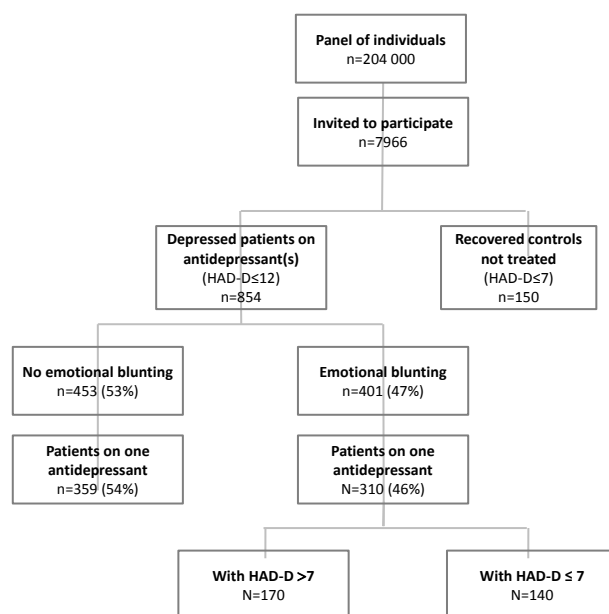 Panel of individuals
n=204 000
Invited to participate
n=7966
Depressed patients on
antidepressant(s)
(HAD-D≤12)
n=854
Recovered controls
not treated
(HAD-D≤7)
n=150
No emotional blunting
n=453 (53%)
Emotional blunting
n=401 (47%)
Patients on one
antidepressant
n=359 (54%)
Patients on one
antidepressant
N=310 (46%)
With HAD-D >7
N=170
With HAD-D ≤ 7
N=140